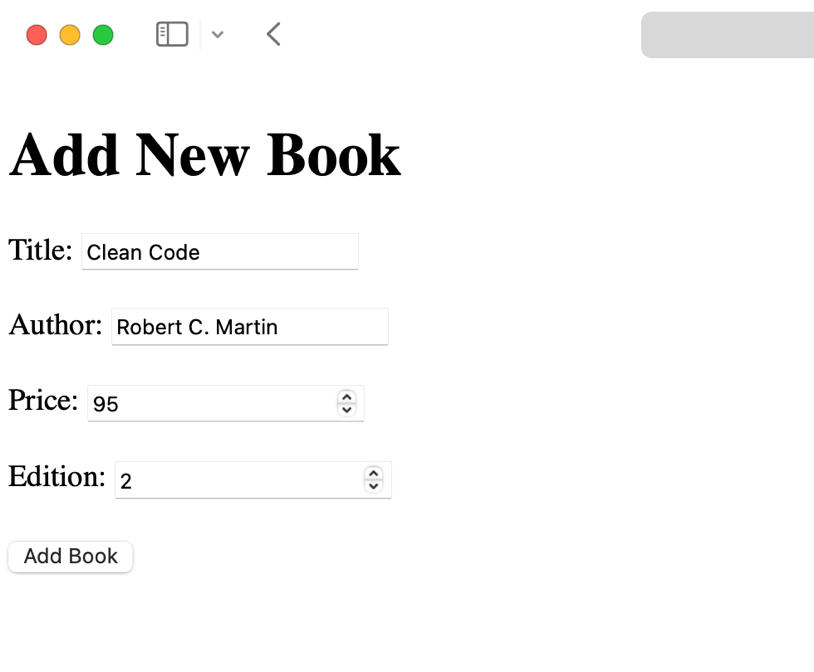 Add New Book
Title: Clean Code
Author: Robert C. Martin
Price: 95
Edition: 2
Add Book